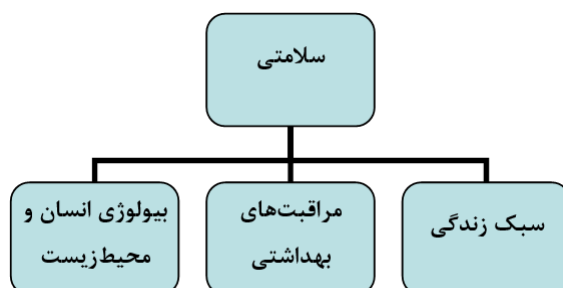 سلامتی
سبک زندگی
مراقبت‌های
بهداشتی
بیولوژی انسان و
محیط‌زیست